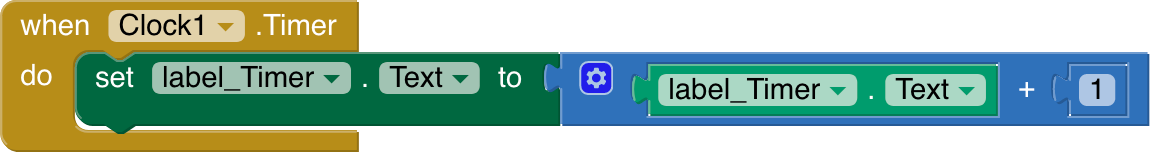 when Clock1 .Timer
do set label_Timer . Text to label_Timer . Text + 1